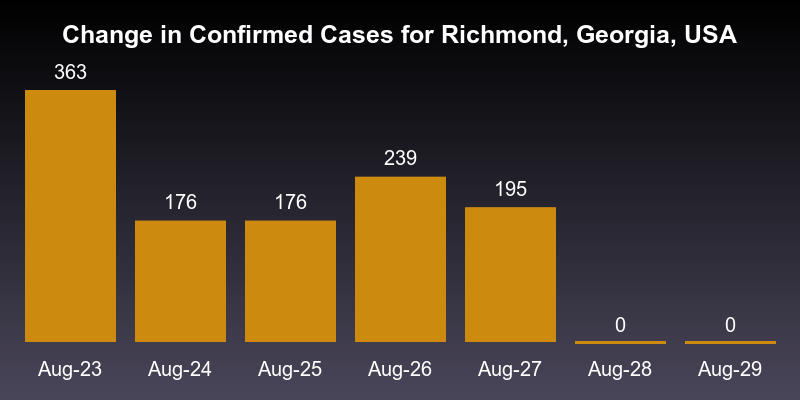 Change in Confirmed Cases for Richmond, Georgia, USA
363
176
176
239
195
0
0
Aug-23
Aug-24
Aug-25
Aug-26
Aug-27
Aug-28
Aug-29